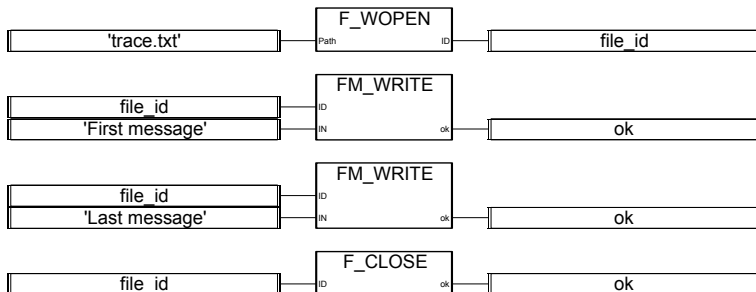 F_WOPEN
'trace.txt' Path ID file_id
FM_WRITE
file_id ID
'First message' IN ok ok
FM_WRITE
file_id ID
'Last message' IN ok ok
F_CLOSE
file_id ID ok ok